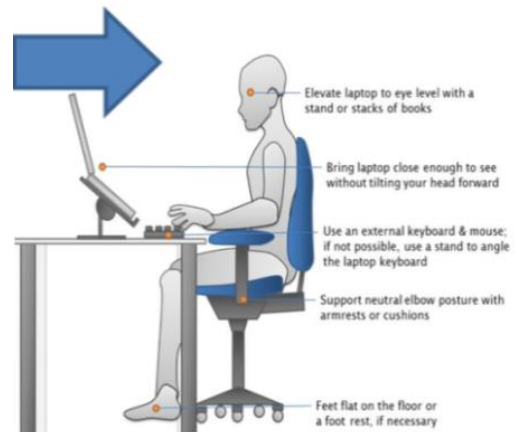 Elevate laptop to eye level with a
stand or stacks of books
Bring laptop close enough to see
without tilting your head forward
Use an external keyboard & mouse;
if not possible, use a stand to angle
the laptop keyboard
Support neutral elbow posture with
armrests or cushions
Feet flat on the floor or
a foot rest, if necessary